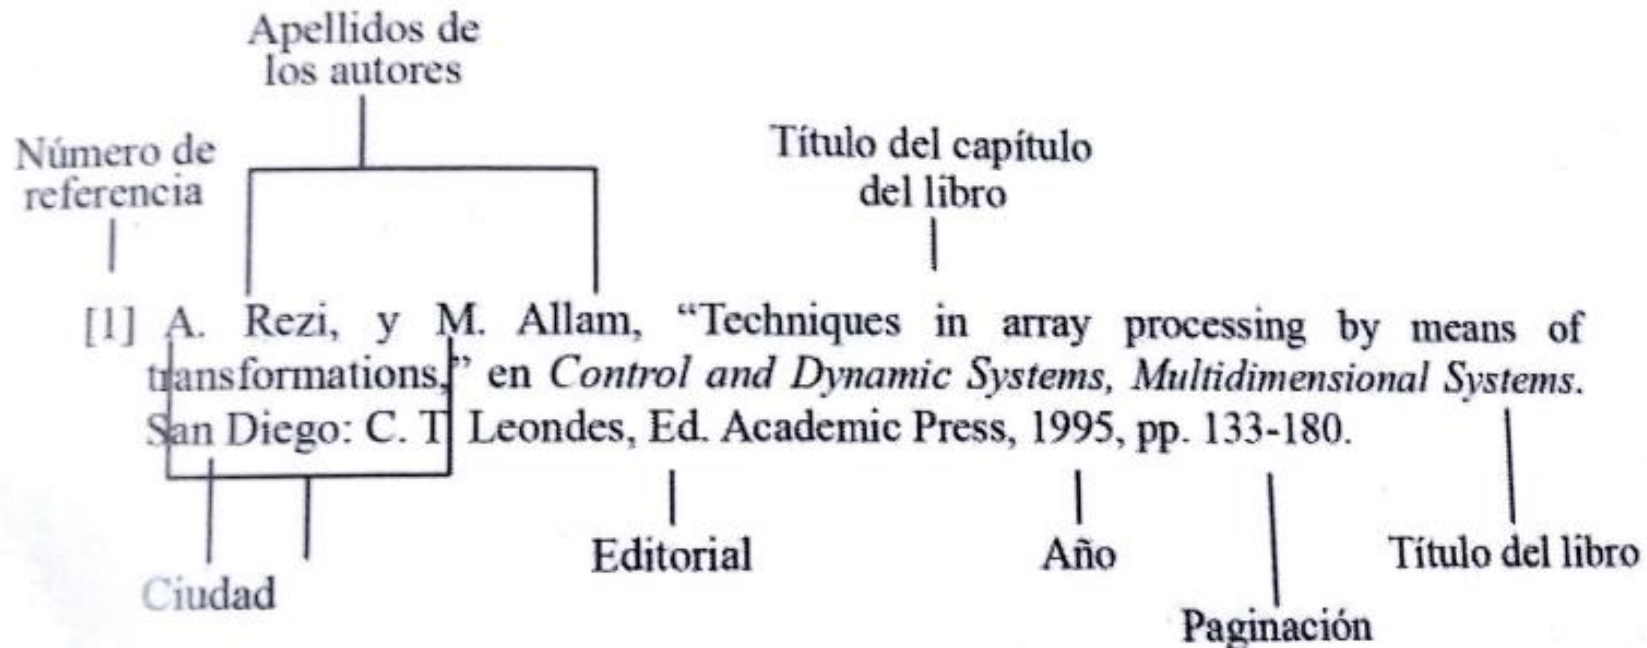 Apellidos de
los autores
Número de
referencia
Título del capítulo
del libro
[1] A. Rezi, y M. Allam, “Techniques in array processing by means of
transformations,” en Control and Dynamic Systems, Multidimensional Systems.
San Diego: C. T. Leondes, Ed. Academic Press, 1995, pp. 133-180.
Ciudad
Editorial
Año
Título del libro
Paginación